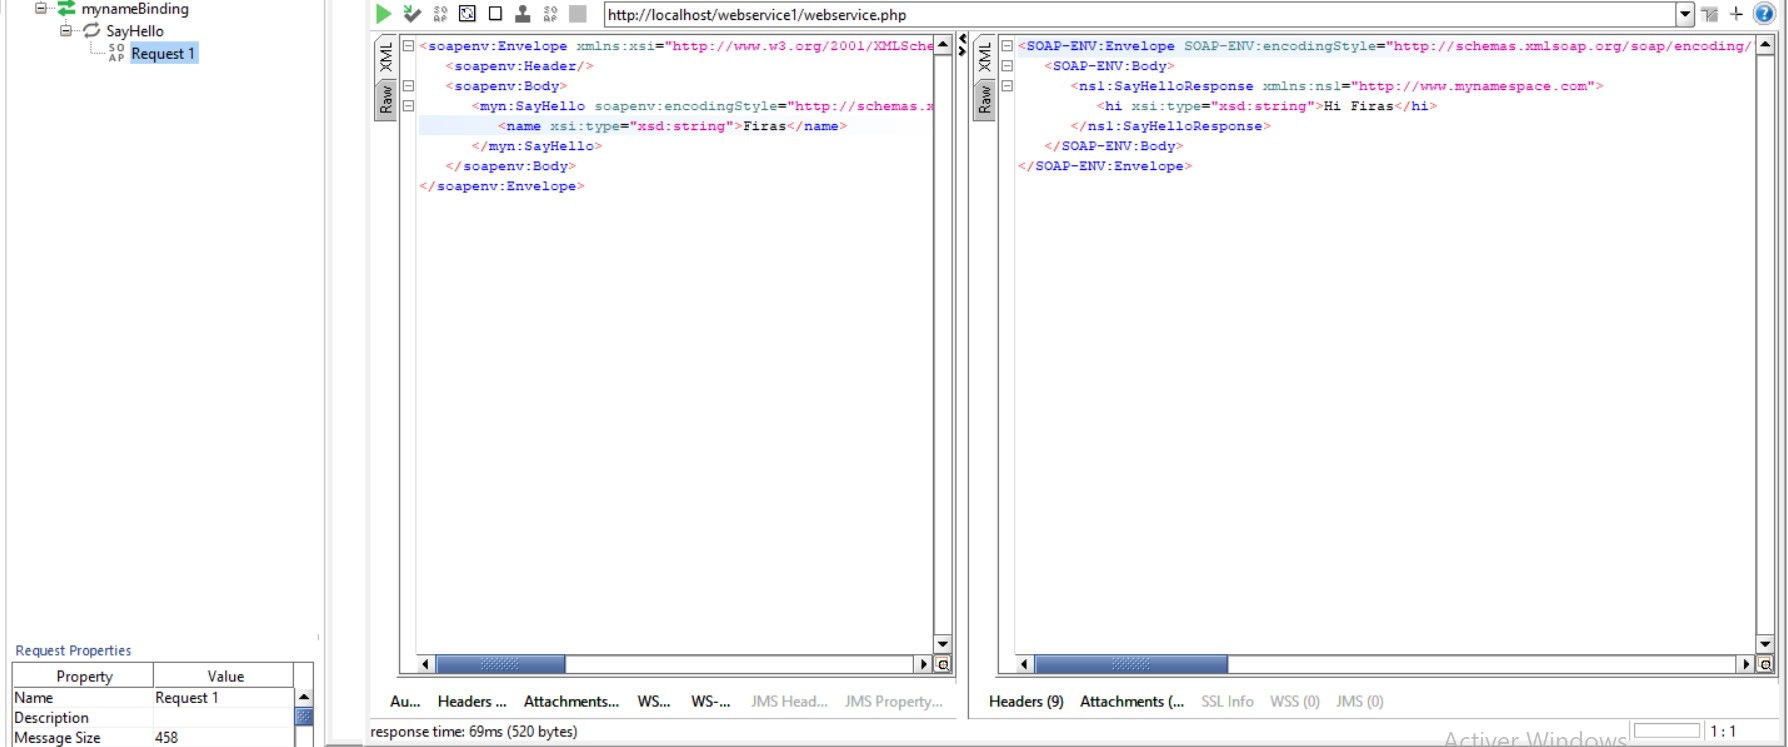 mynameBinding
SayHello
SO AP Request 1
http://localhost/webservice1/webservice.php
XML
Raw
<soapenv:Envelope xmlns:xsi="http://www.w3.org/2001/XMLSche
<soapenv:Header/>
<soapenv:Body>
<myn:SayHello soapenv:encodingStyle="http://schemas.x
<name xsi:type="xsd:string">Firas</name>
</myn:SayHello>
</soapenv:Body>
</soapenv:Envelope>
XML
Raw
<SOAP-ENV:Envelope SOAP-ENV:encodingStyle="http://schemas.xmlsoap.org/soap/encoding/"
<SOAP-ENV:Body>
<ns1:SayHelloResponse xmlns:ns1="http://www.mynamespace.com">
<hi xsi:type="xsd:string">Hi Firas</hi>
</ns1:SayHelloResponse>
</SOAP-ENV:Body>
</SOAP-ENV:Envelope>
Request Properties
Property Value
Name Request 1
Description
Message Size 458
Au... Headers ... Attachments... WS... WS-... JMS Head... JMS Property...
Headers (9) Attachments (... SSL Info WSS (0) JMS (0)
response time: 69ms (520 bytes)
Activer Windows
1 : 1